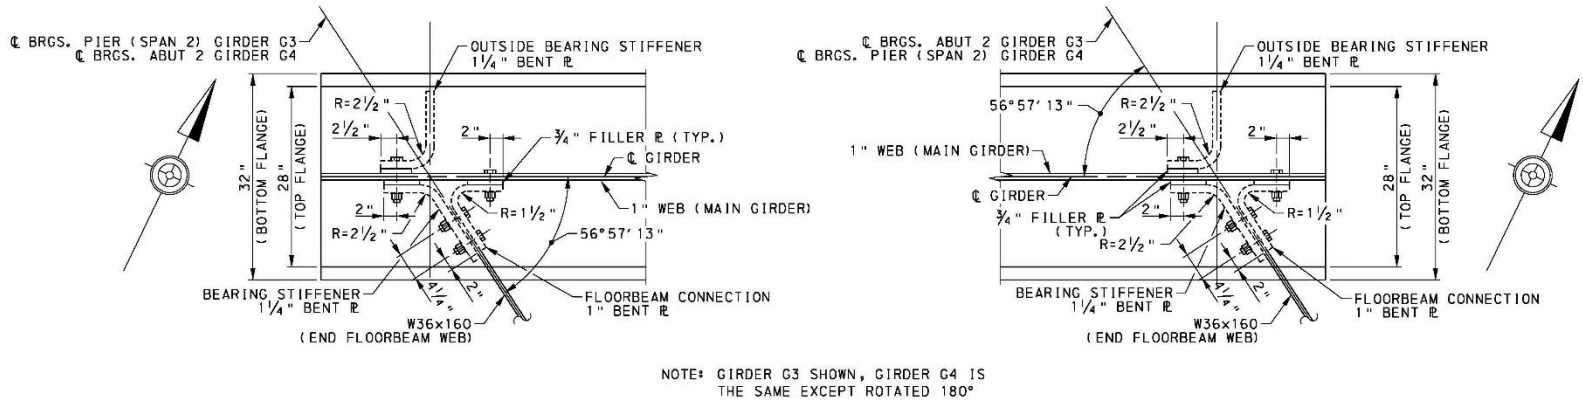 ℄ BRGS. PIER (SPAN 2) GIRDER G3
℄ BRGS. ABUT 2 GIRDER G4
OUTSIDE BEARING STIFFENER
1¼" BENT ⅊
R=2½"
2½"
2"
¾" FILLER ⅊ (TYP.)
℄ GIRDER
32"
(BOTTOM FLANGE)
28"
(TOP FLANGE)
2"
R=1½"
1" WEB (MAIN GIRDER)
R=2½"
56°57'13"
BEARING STIFFENER
1¼" BENT ⅊
4¼"
2"
FLOORBEAM CONNECTION
1" BENT ⅊
W36x160
(END FLOORBEAM WEB)
℄ BRGS. ABUT 2 GIRDER G3
℄ BRGS. PIER (SPAN 2) GIRDER G4
OUTSIDE BEARING STIFFENER
1¼" BENT ⅊
56°57'13"
R=2½"
2½"
2"
1" WEB (MAIN GIRDER)
℄ GIRDER
¾" FILLER ⅊
(TYP.)
2"
R=1½"
R=2½"
28"
(TOP FLANGE)
32"
(BOTTOM FLANGE)
BEARING STIFFENER
1¼" BENT ⅊
4¼"
2"
FLOORBEAM CONNECTION
1" BENT ⅊
W36x160
(END FLOORBEAM WEB)
NOTE: GIRDER G3 SHOWN, GIRDER G4 IS
THE SAME EXCEPT ROTATED 180°